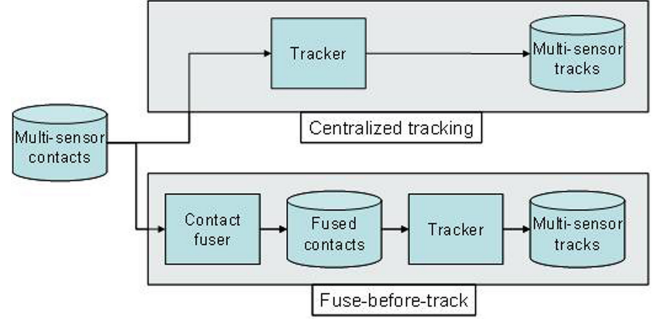 Tracker
Multi-sensor
tracks
Centralized tracking
Multi-sensor
contacts
Contact
fuser
Fused
contacts
Tracker
Multi-sensor
tracks
Fuse-before-track